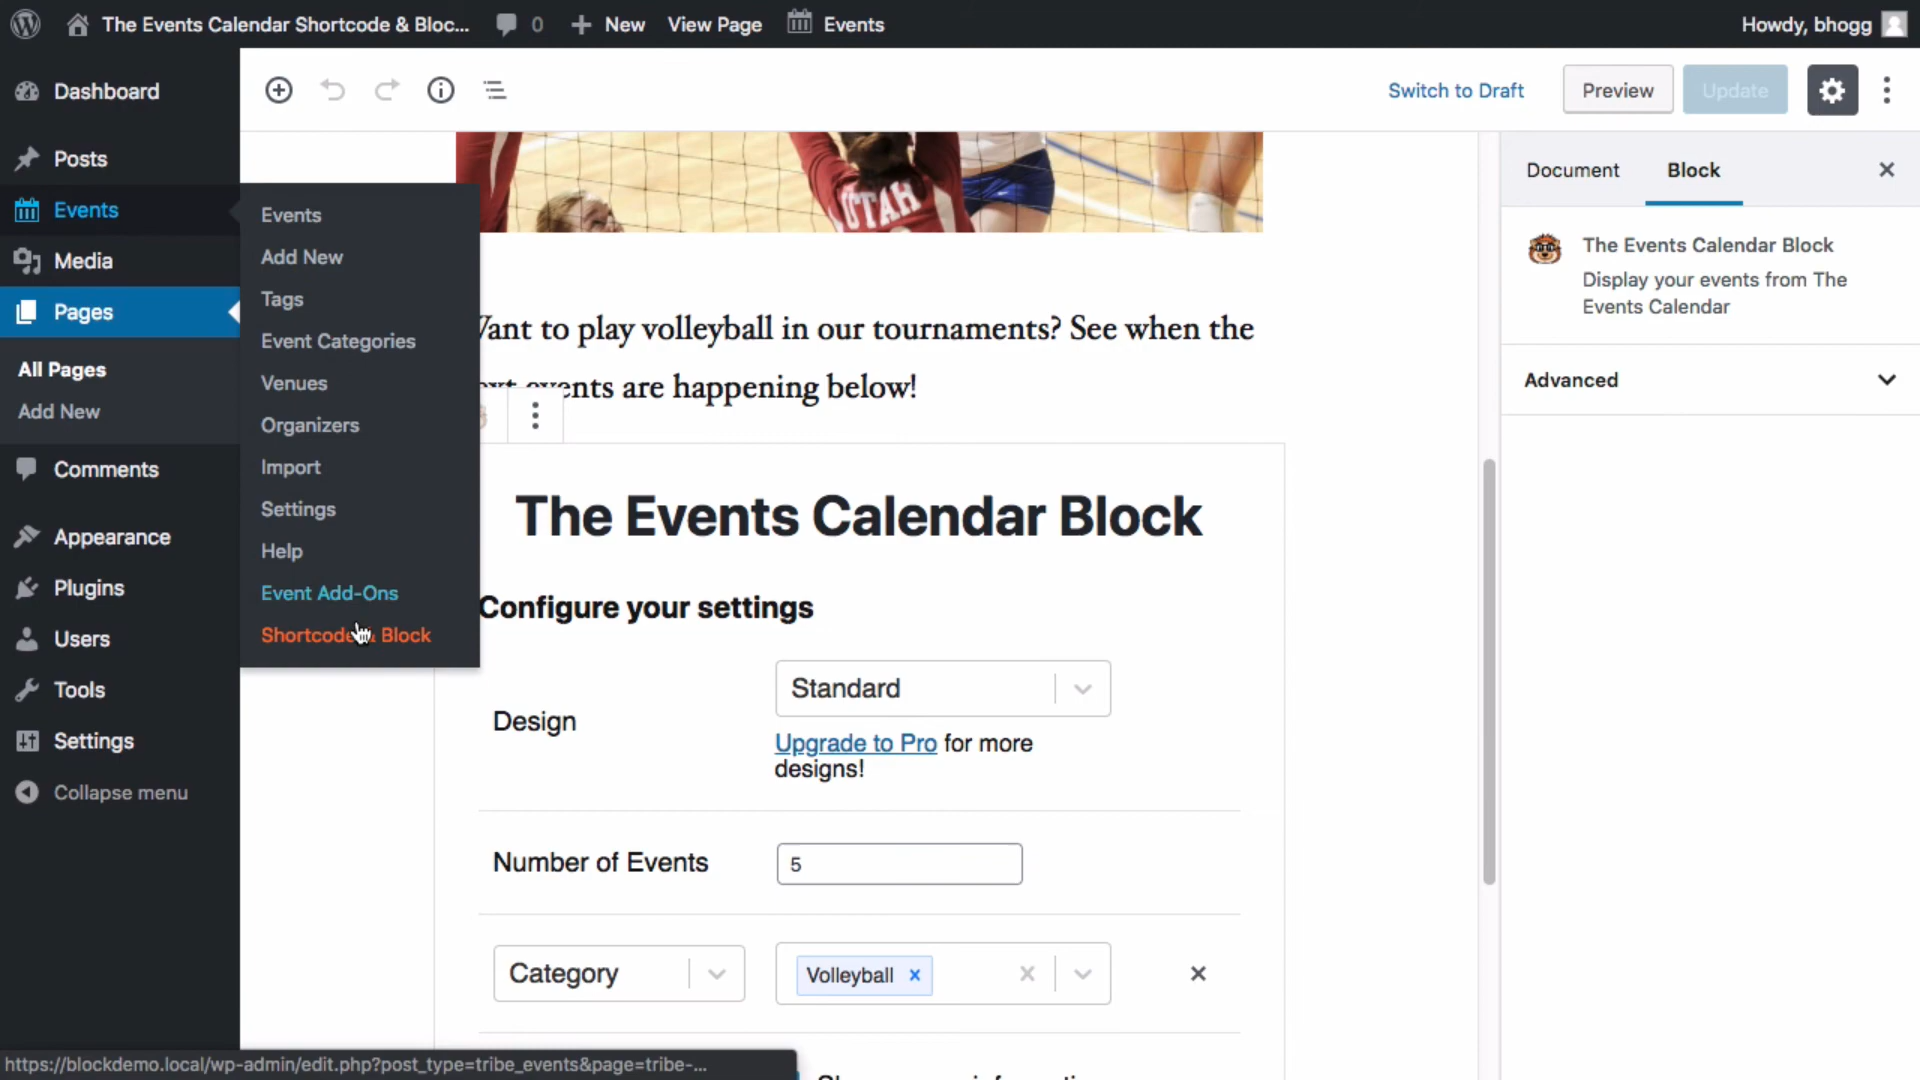 The Events Calendar Shortcode & Bloc...
0
New
View Page
Events
Howdy, bhogg
Dashboard
Posts
Events
Media
Pages
All Pages
Add New
Comments
Appearance
Plugins
Users
Tools
Settings
Collapse menu
Events
Add New
Tags
Event Categories
Venues
Organizers
Import
Settings
Help
Event Add-Ons
Shortcode & Block
Switch to Draft
Preview
Update
UTAH
ant to play volleyball in our tournaments? See when the
events are happening below!
The Events Calendar Block
Configure your settings
Design
Standard
Upgrade to Pro for more
designs!
Number of Events
5
Category
Volleyball
Document
Block
The Events Calendar Block
Display your events from The
Events Calendar
Advanced
https://blockdemo.local/wp-admin/edit.php?post_type=tribe_events&page=tribe-...